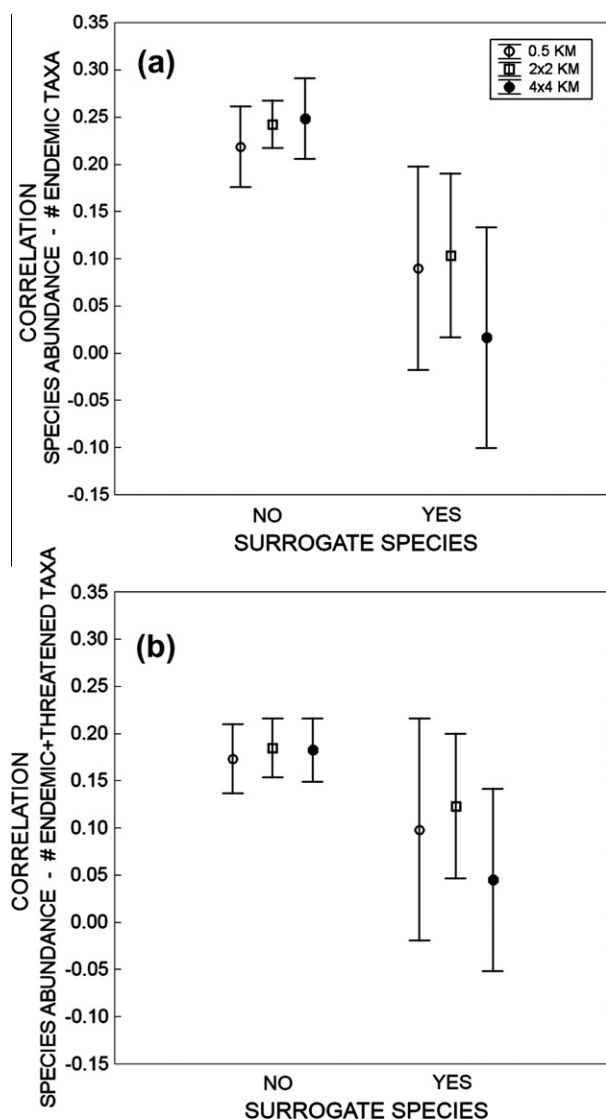 (a)
0.5 KM
2x2 KM
4x4 KM
CORRELATION
SPECIES ABUNDANCE - # ENDEMIC TAXA
0.35
0.30
0.25
0.20
0.15
0.10
0.05
0.00
-0.05
-0.10
-0.15
NO YES
SURROGATE SPECIES
(b)
CORRELATION
SPECIES ABUNDANCE - # ENDEMIC+THREATENED TAXA
0.35
0.30
0.25
0.20
0.15
0.10
0.05
0.00
-0.05
-0.10
-0.15
NO YES
SURROGATE SPECIES